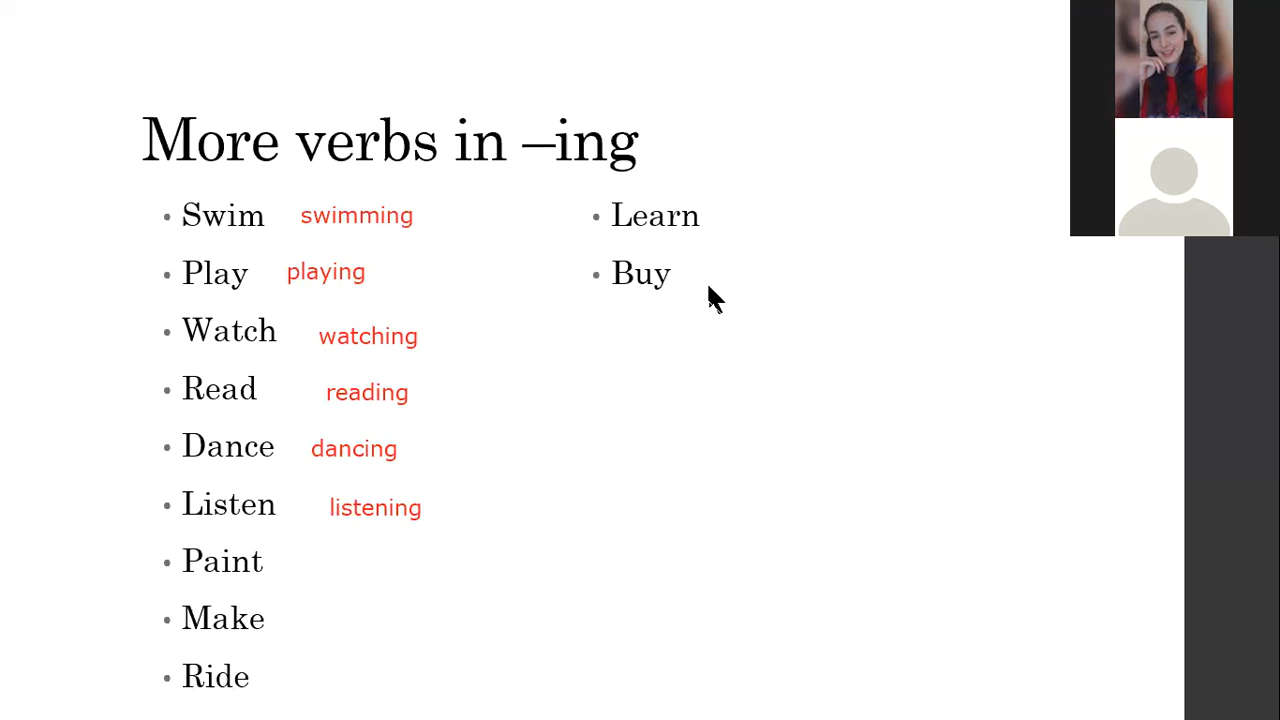 More verbs in –ing
• Swim swimming
• Play playing
• Watch watching
• Read reading
• Dance dancing
• Listen listening
• Paint
• Make
• Ride
• Learn
• Buy